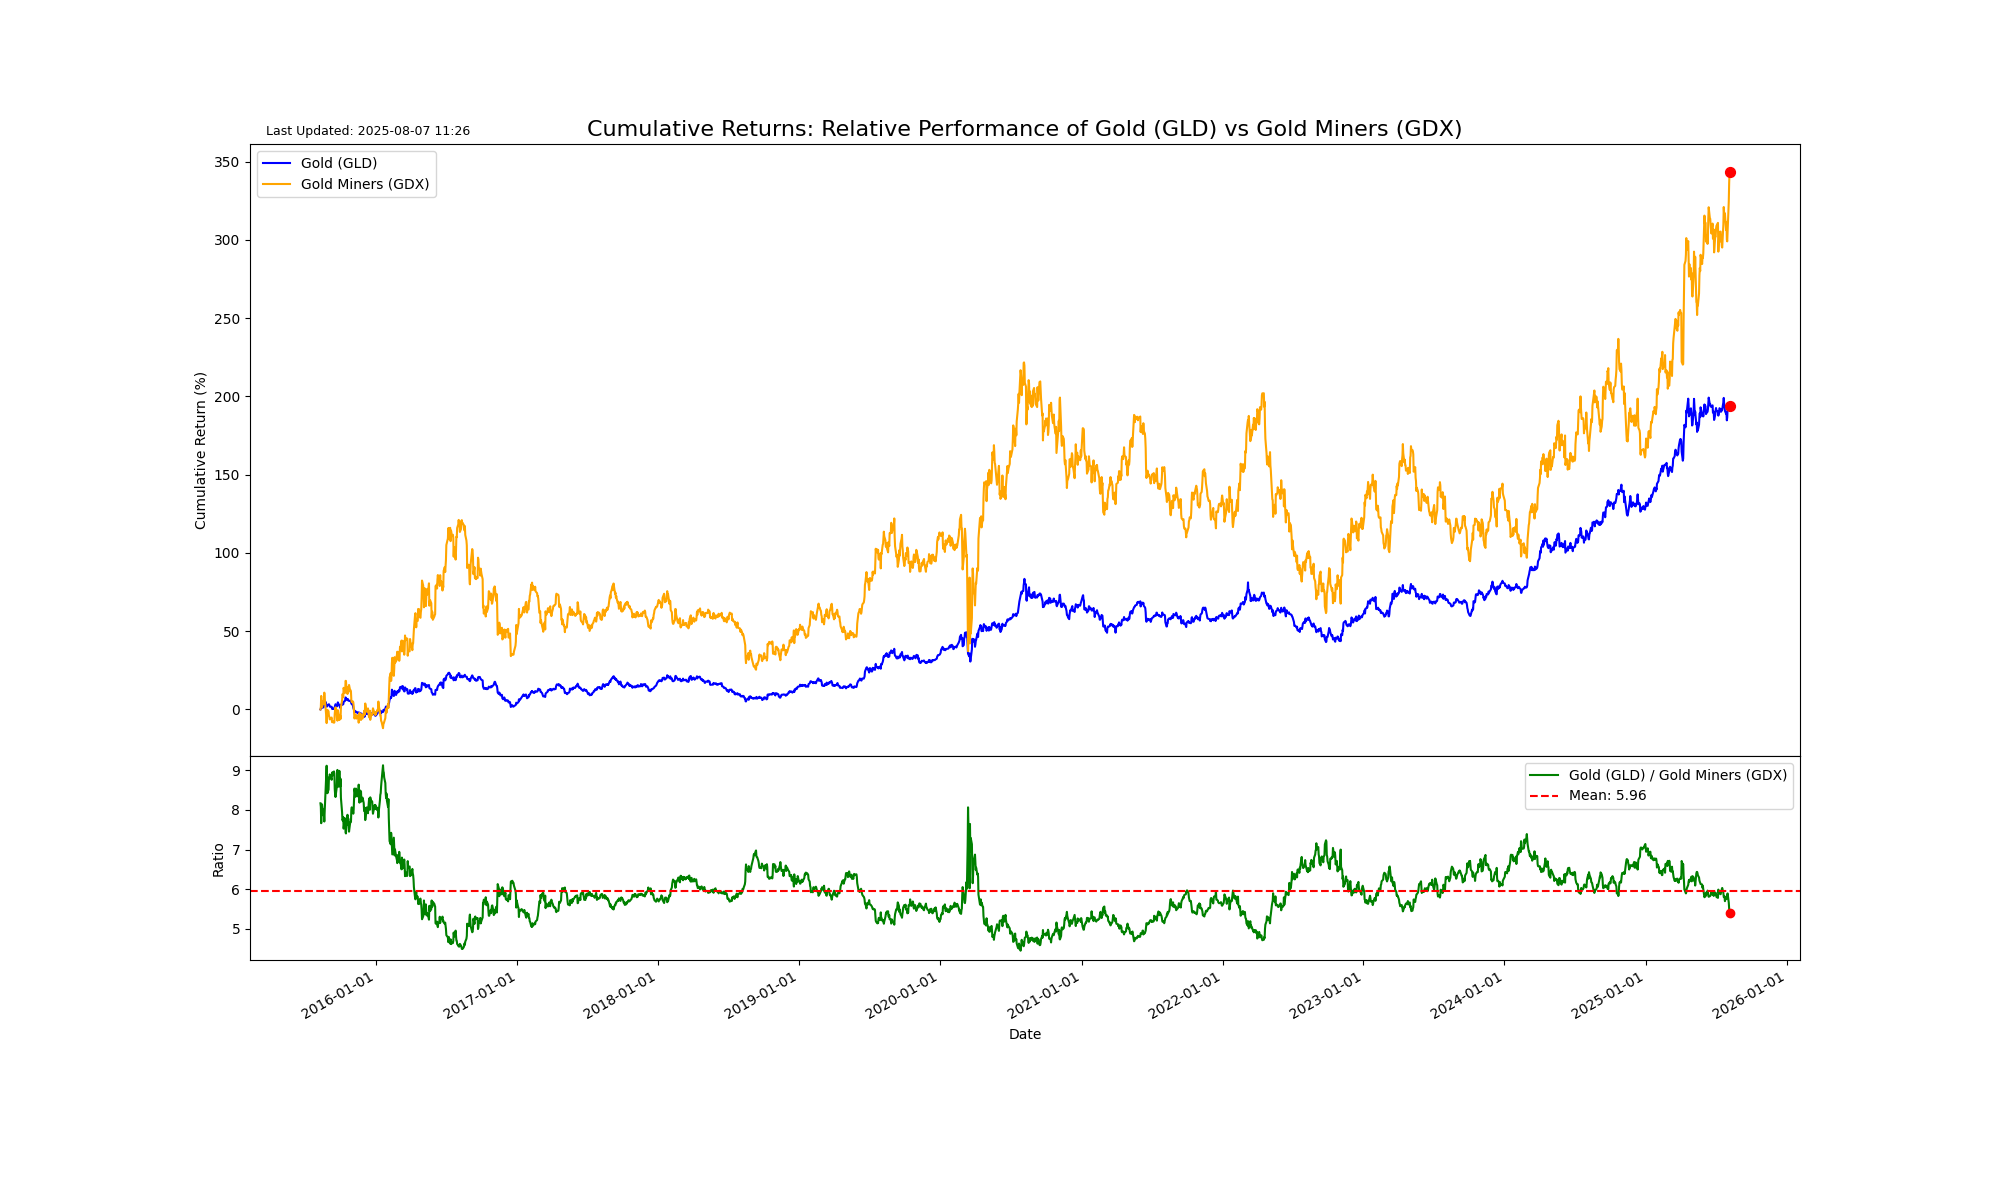 Last Updated: 2025-08-07 11:26
Cumulative Returns: Relative Performance of Gold (GLD) vs Gold Miners (GDX)
Gold (GLD)
Gold Miners (GDX)
350
300
250
200
150
100
50
0
Cumulative Return (%)
Gold (GLD) / Gold Miners (GDX)
Mean: 5.96
9
8
7
6
5
Ratio
2016-01-01
2017-01-01
2018-01-01
2019-01-01
2020-01-01
2021-01-01
2022-01-01
2023-01-01
2024-01-01
2025-01-01
2026-01-01
Date